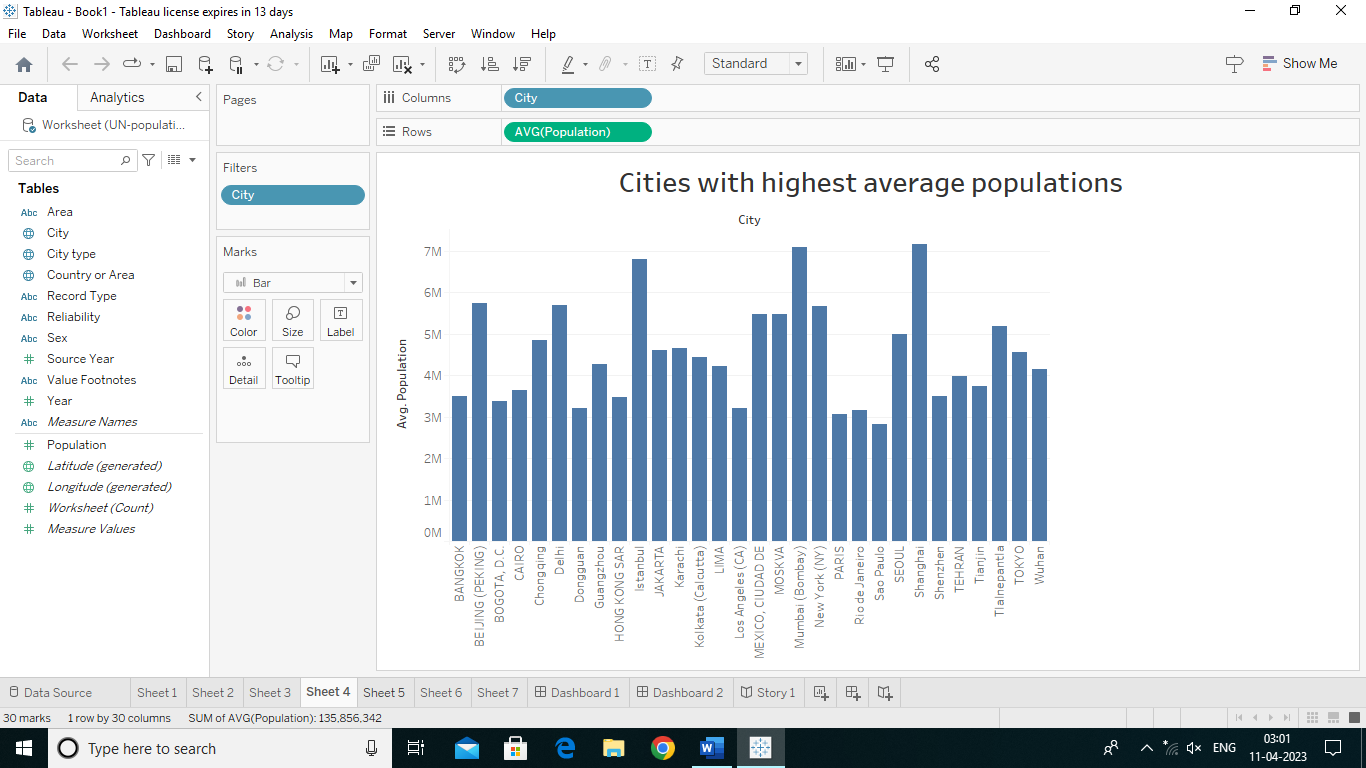 Tableau - Book1 - Tableau license expires in 13 days
File Data Worksheet Dashboard Story Analysis Map Format Server Window Help
Standard
Show Me
Data Analytics
Worksheet (UN-populati...
Search
Tables
Abc Area
City
City type
Country or Area
Abc Record Type
Abc Reliability
Abc Sex
Source Year
Abc Value Footnotes
Year
Abc Measure Names
Population
Latitude (generated)
Longitude (generated)
Worksheet (Count)
Measure Values
Pages
Filters
City
Marks
Bar
Color Size Label
Detail Tooltip
Columns City
Rows AVG(Population)
Cities with highest average populations
City
Avg. Population
7M
6M
5M
4M
3M
2M
1M
0M
BANGKOK
BEIJING (PEKING)
BOGOTA, D.C.
CAIRO
Chongqing
Delhi
Dongguan
Guangzhou
HONG KONG SAR
Istanbul
JAKARTA
Karachi
Kolkata (Calcutta)
LIMA
Los Angeles (CA)
MEXICO, CIUDAD DE
MOSKVA
Mumbai (Bombay)
New York (NY)
PARIS
Rio de Janeiro
Sao Paulo
SEOUL
Shanghai
Shenzhen
TEHRAN
Tianjin
Tlalnepantla
TOKYO
Wuhan
Data Source Sheet 1 Sheet 2 Sheet 3 Sheet 4 Sheet 5 Sheet 6 Sheet 7 Dashboard 1 Dashboard 2 Story 1
30 marks 1 row by 30 columns SUM of AVG(Population): 135,856,342
Type here to search
ENG
03:01
11-04-2023